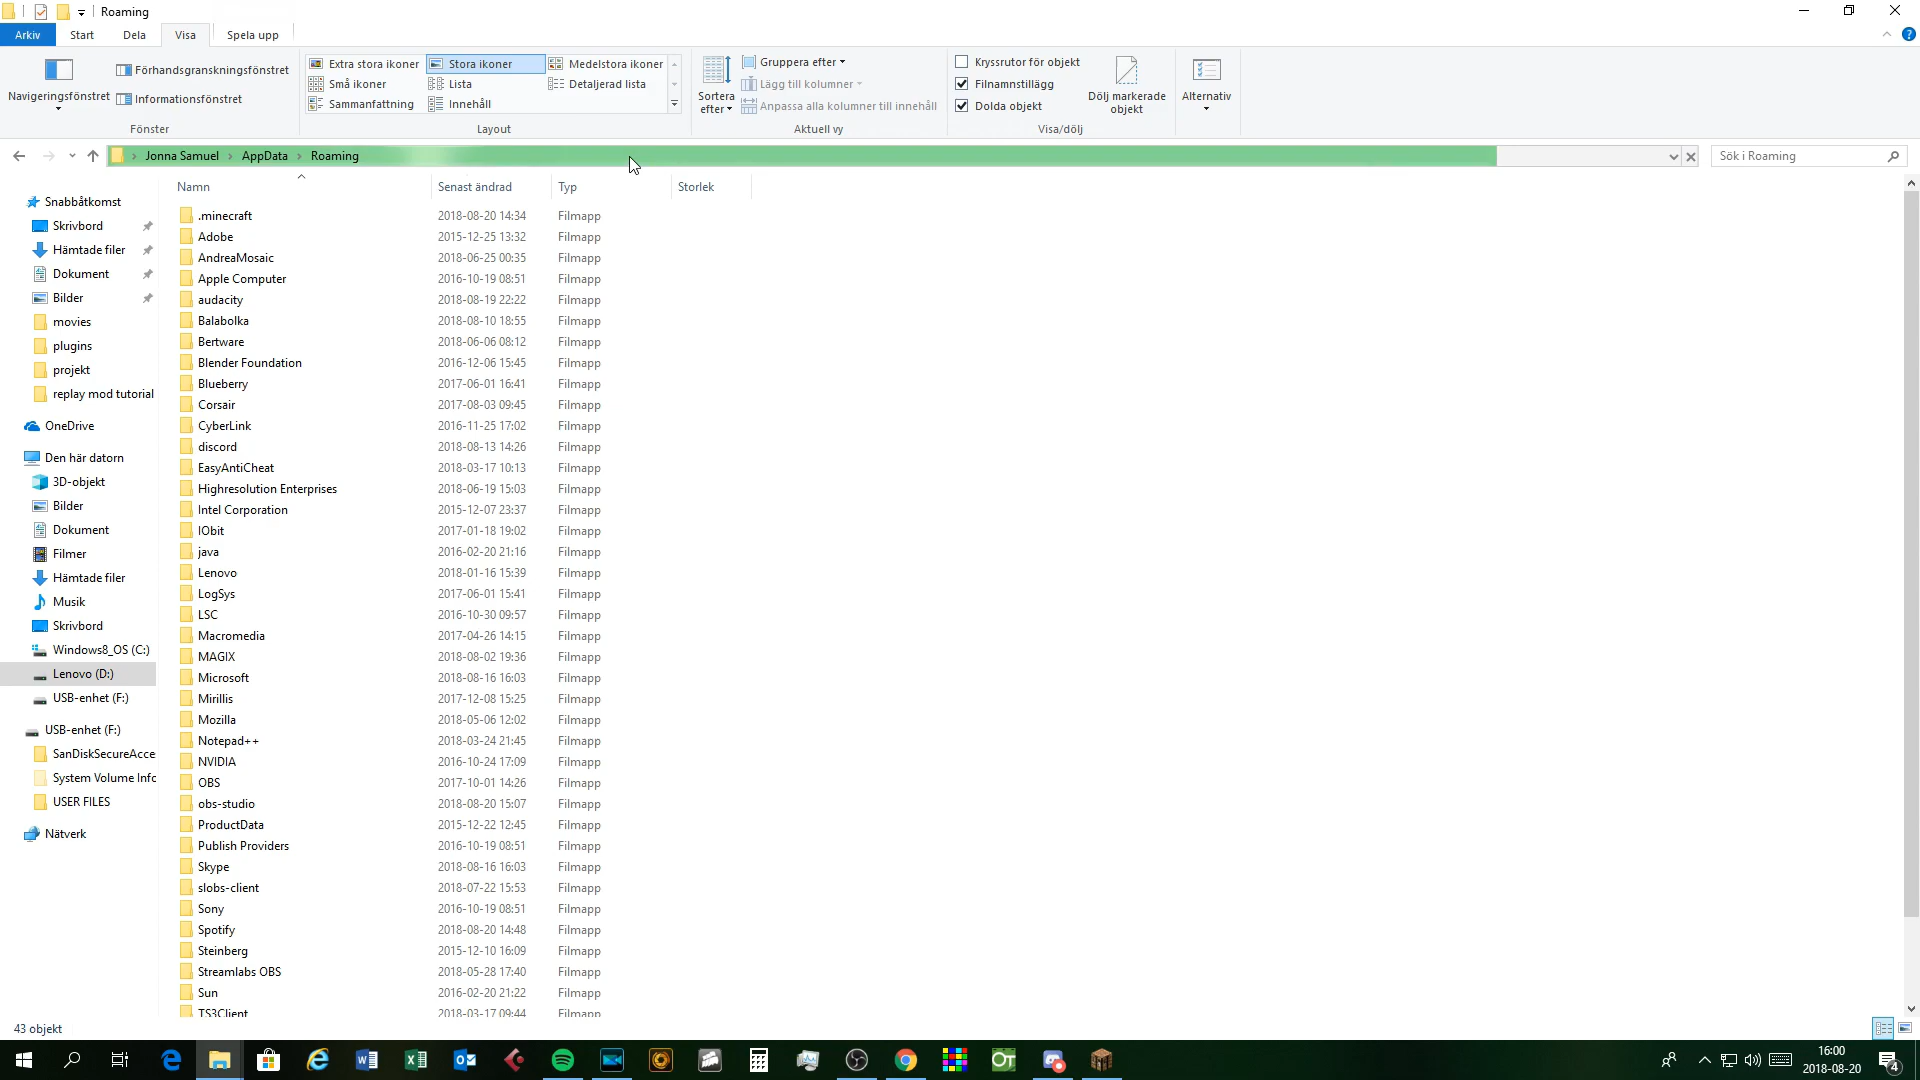 Roaming
Arkiv Start Dela Visa Spela upp
Navigeringsfönstret
Förhandsgranskningsfönstret
Informationsfönstret
Fönster
Extra stora ikoner Stora ikoner Medelstora ikoner
Små ikoner Lista Detaljerad lista
Sammanfattning Innehåll
Layout
Sortera efter
Gruppera efter
Lägg till kolumner
Anpassa alla kolumner till innehåll
Aktuell vy
Kryssrutor för objekt
Filnamnstillägg
Dolda objekt
Dölj markerade objekt
Visa/dölj
Alternativ
Jonna Samuel > AppData > Roaming
Sök i Roaming
Snabbåtkomst
Skrivbord
Hämtade filer
Dokument
Bilder
movies
plugins
projekt
replay mod tutorial
OneDrive
Den här datorn
3D-objekt
Bilder
Dokument
Filmer
Hämtade filer
Musik
Skrivbord
Windows8_OS (C:)
Lenovo (D:)
USB-enhet (F:)
USB-enhet (F:)
SanDiskSecureAcce
System Volume Info
USER FILES
Nätverk
Namn Senast ändrad Typ Storlek
.minecraft 2018-08-20 14:34 Filmapp
Adobe 2015-12-25 13:32 Filmapp
AndreaMosaic 2018-06-25 00:35 Filmapp
Apple Computer 2016-10-19 08:51 Filmapp
audacity 2018-08-19 22:22 Filmapp
Balabolka 2018-08-10 18:55 Filmapp
Bertware 2018-06-06 08:12 Filmapp
Blender Foundation 2016-12-06 15:45 Filmapp
Blueberry 2017-06-01 16:41 Filmapp
Corsair 2017-08-03 09:45 Filmapp
CyberLink 2016-11-25 17:02 Filmapp
discord 2018-08-13 14:26 Filmapp
EasyAntiCheat 2018-03-17 10:13 Filmapp
Highresolution Enterprises 2018-06-19 15:03 Filmapp
Intel Corporation 2015-12-07 23:37 Filmapp
IObit 2017-01-18 19:02 Filmapp
java 2016-02-20 21:16 Filmapp
Lenovo 2018-01-16 15:39 Filmapp
LogSys 2017-06-01 15:41 Filmapp
LSC 2016-10-30 09:57 Filmapp
Macromedia 2017-04-26 14:15 Filmapp
MAGIX 2018-08-02 19:36 Filmapp
Microsoft 2018-08-16 16:03 Filmapp
Mirillis 2017-12-08 15:25 Filmapp
Mozilla 2018-05-06 12:02 Filmapp
Notepad++ 2018-03-24 21:45 Filmapp
NVIDIA 2016-10-24 17:09 Filmapp
OBS 2017-10-01 14:26 Filmapp
obs-studio 2018-08-20 15:07 Filmapp
ProductData 2015-12-22 12:45 Filmapp
Publish Providers 2016-10-19 08:51 Filmapp
Skype 2018-08-16 16:03 Filmapp
slobs-client 2018-07-22 15:53 Filmapp
Sony 2016-10-19 08:51 Filmapp
Spotify 2018-08-20 14:48 Filmapp
Steinberg 2015-12-10 16:09 Filmapp
Streamlabs OBS 2018-05-28 17:40 Filmapp
Sun 2016-02-20 21:22 Filmapp
TS3Client 2018-03-17 09:44 Filmapp
43 objekt
16:00
2018-08-20
4